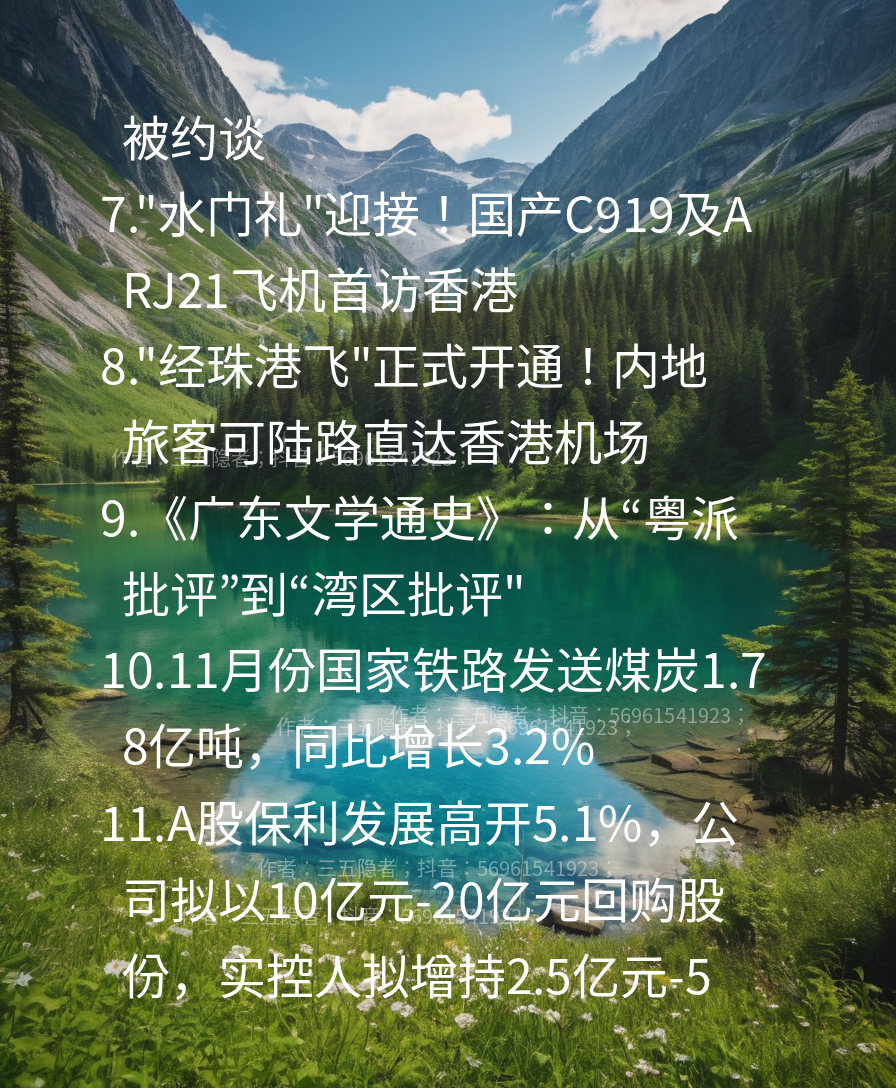 被约谈
7."水门礼"迎接！国产C919及A
RJ21飞机首访香港
8."经珠港飞"正式开通！内地
旅客可陆路直达香港机场
作者：三五隐者；抖音：56961541923；
9.《广东文学通史》：从“粤派
批评”到“湾区批评"
10.11月份国家铁路发送煤炭1.7
作者：三五隐者；抖音：56961541923；
作者：三五隐者；抖音：56961541923；
8亿吨，同比增长3.2%
11.A股保利发展高开5.1%，公
作者：三五隐者；抖音：56961541923；
司拟以10亿元-20亿元回购股
份，实控人拟增持2.5亿元-5